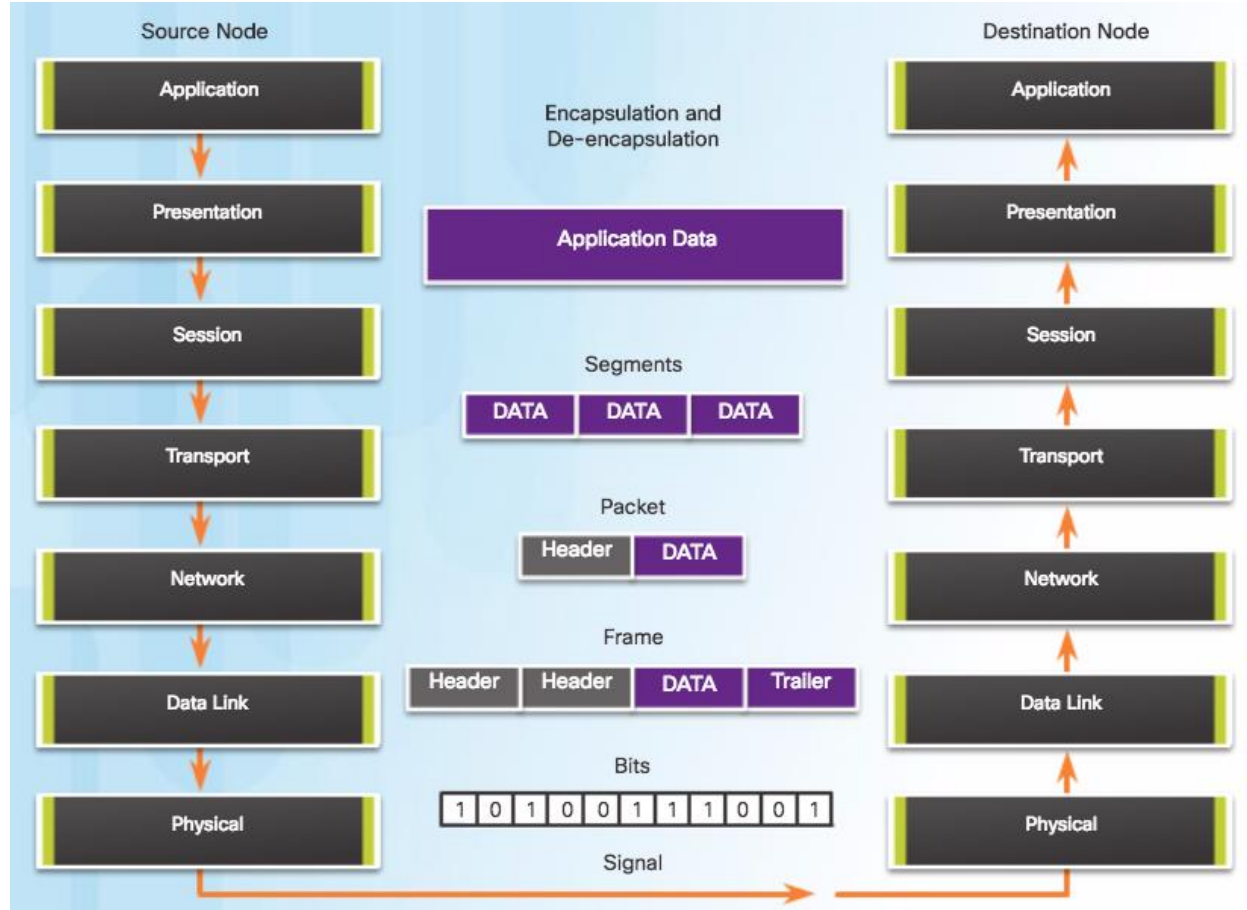 Source Node
Application
Presentation
Session
Transport
Network
Data Link
Physical
Encapsulation and
De-encapsulation
Application Data
Segments
DATA DATA DATA
Packet
Header DATA
Frame
Header Header DATA Trailer
Bits
1 0 1 0 0 1 1 1 0 0 1
Signal
Destination Node
Application
Presentation
Session
Transport
Network
Data Link
Physical